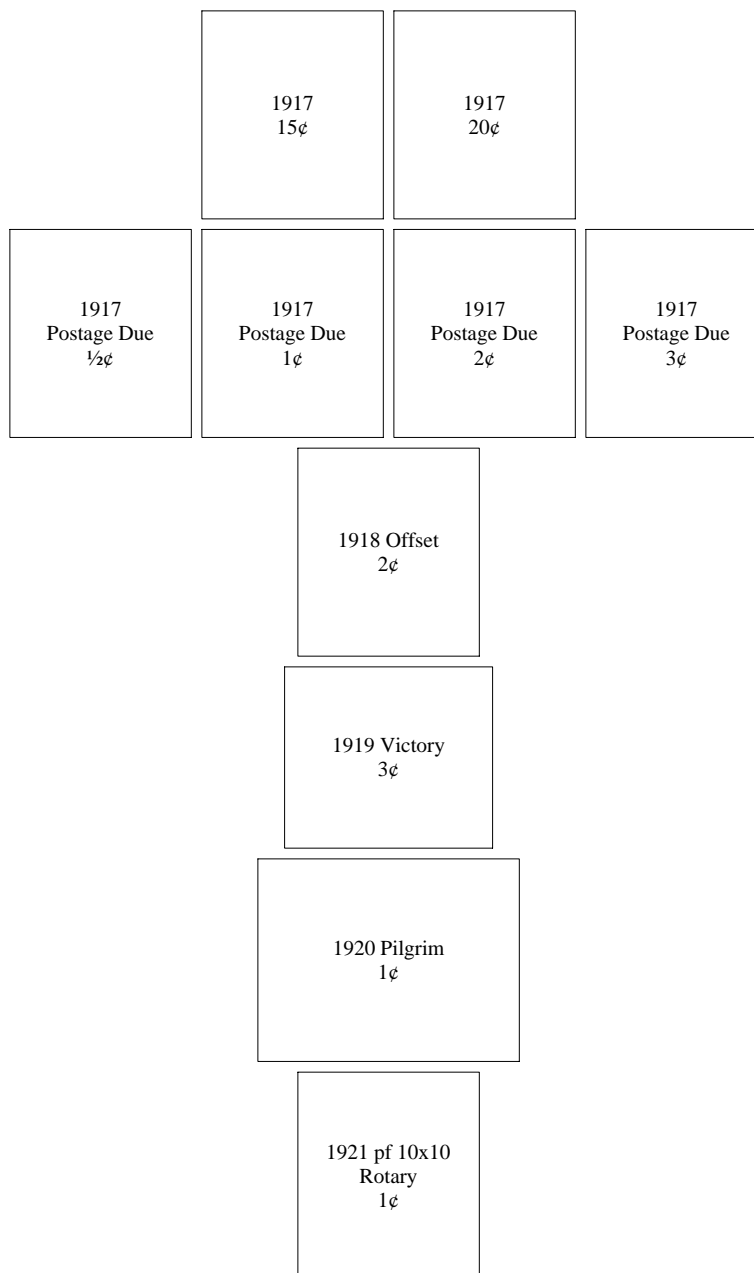 1917
15¢
1917
20¢
1917
Postage Due
½¢
1917
Postage Due
1¢
1917
Postage Due
2¢
1917
Postage Due
3¢
1918 Offset
2¢
1919 Victory
3¢
1920 Pilgrim
1¢
1921 pf 10x10
Rotary
1¢